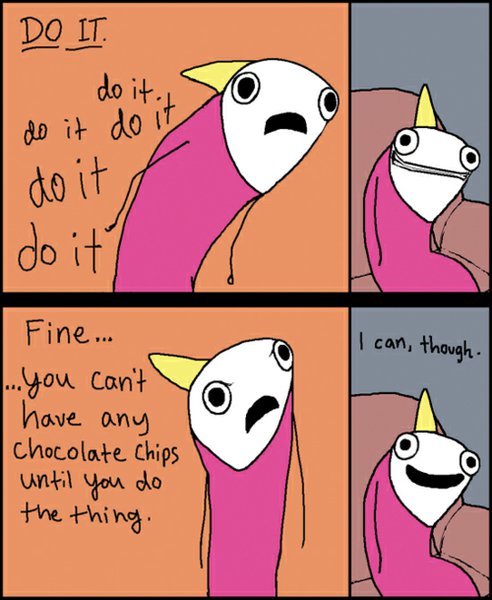 DO IT.
do it.
do it do it
do it
do it
Fine...
...you can't
have any
chocolate chips
until you do
the thing.
I can, though.